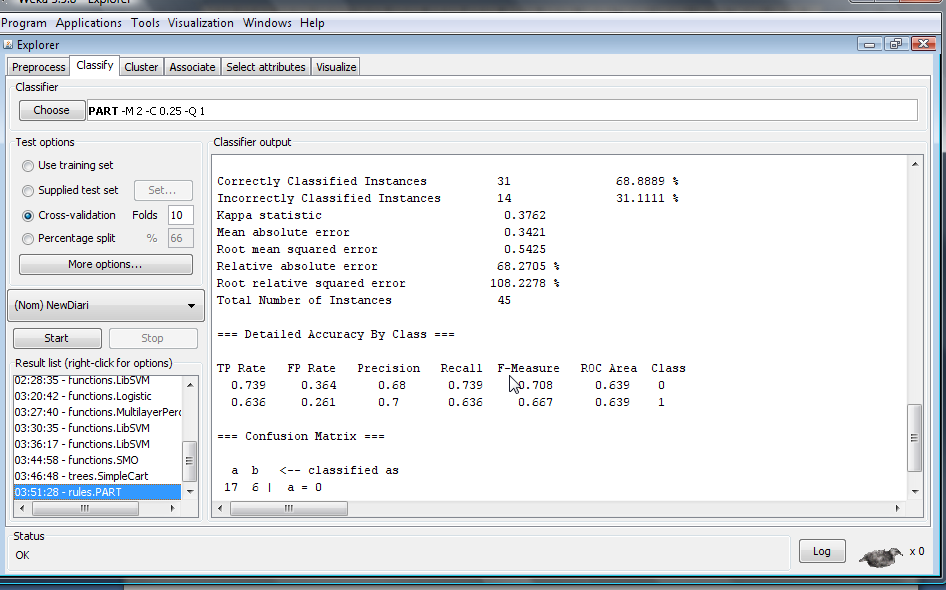 Weka 3.5.8 - Explorer
Program Applications Tools Visualization Windows Help
Explorer
Preprocess Classify Cluster Associate Select attributes Visualize
Classifier
Choose PART -M 2 -C 0.25 -Q 1
Test options
Use training set
Supplied test set Set...
Cross-validation Folds 10
Percentage split % 66
More options...
(Nom) NewDiari
Start Stop
Result list (right-click for options)
02:28:35 - functions.LibSVM
03:20:42 - functions.Logistic
03:27:40 - functions.MultilayerPerc
03:30:35 - functions.LibSVM
03:36:17 - functions.LibSVM
03:44:58 - functions.SMO
03:46:48 - trees.SimpleCart
03:51:28 - rules.PART
Classifier output
Correctly Classified Instances 31 68.8889 %
Incorrectly Classified Instances 14 31.1111 %
Kappa statistic 0.3762
Mean absolute error 0.3421
Root mean squared error 0.5425
Relative absolute error 68.2705 %
Root relative squared error 108.2278 %
Total Number of Instances 45
=== Detailed Accuracy By Class ===
TP Rate FP Rate Precision Recall F-Measure ROC Area Class
0.739 0.364 0.68 0.739 0.708 0.639 0
0.636 0.261 0.7 0.636 0.667 0.639 1
=== Confusion Matrix ===
a b <-- classified as
17 6 | a = 0
Status
OK
Log x 0